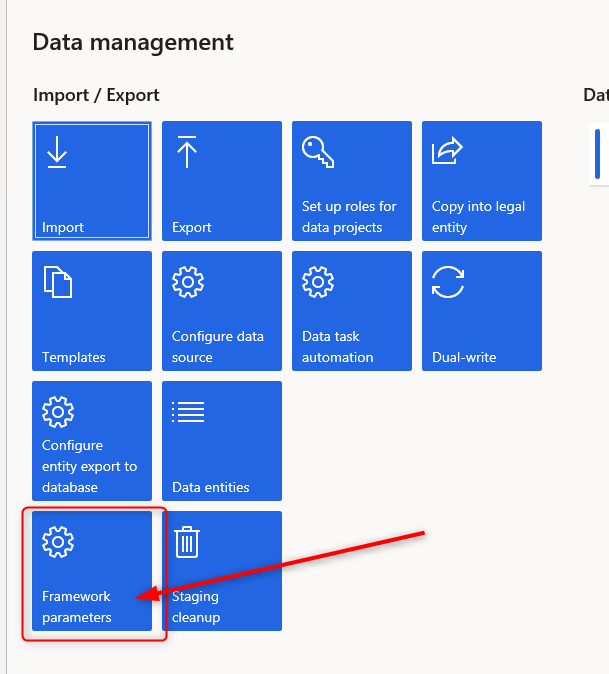 Data management
Import / Export
Dat
Import
Export
Set up roles for
data projects
Copy into legal
entity
Templates
Configure data
source
Data task
automation
Dual-write
Configure
entity export to
database
Data entities
Framework
parameters
Staging
cleanup